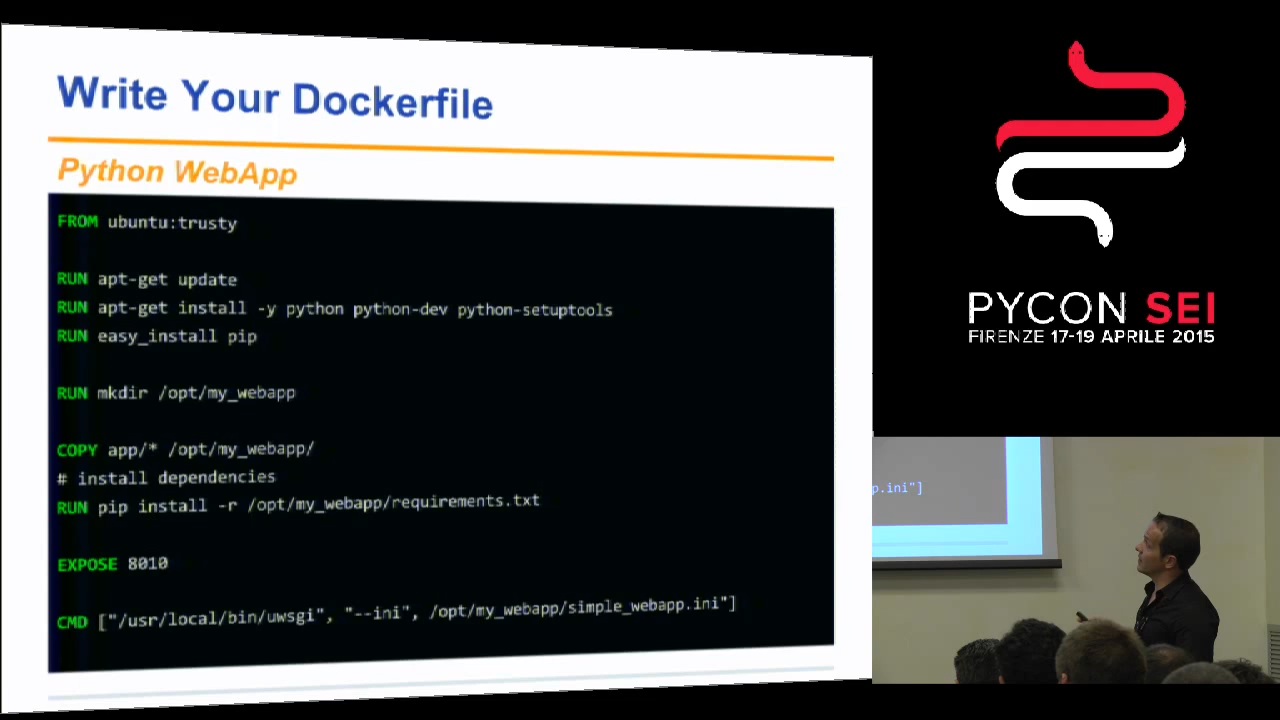 Write Your Dockerfile
Python WebApp
FROM ubuntu:trusty
RUN apt-get update
RUN apt-get install -y python python-dev python-setuptools
RUN easy_install pip
RUN mkdir /opt/my_webapp
COPY app/* /opt/my_webapp/
# install dependencies
RUN pip install -r /opt/my_webapp/requirements.txt
EXPOSE 8010
CMD ["/usr/local/bin/uwsgi", "--ini", /opt/my_webapp/simple_webapp.ini"]
PYCON SEI
FIRENZE 17-19 APRILE 2015
p.ini"]